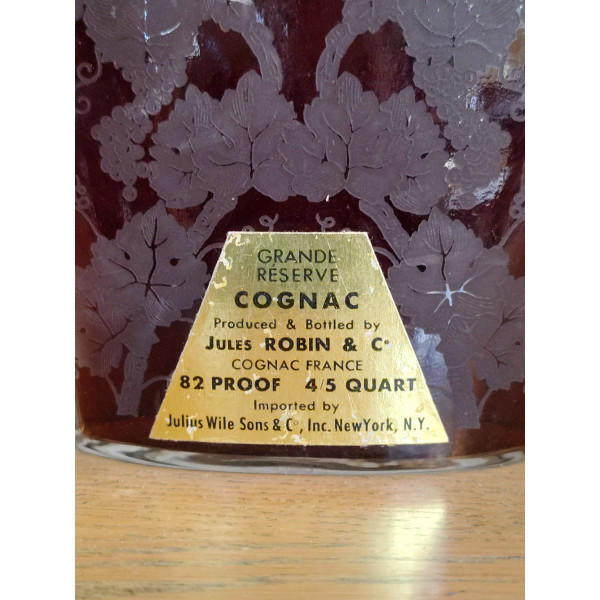 GRANDE
RÉSERVE
COGNAC
Produced & Bottled by
JULES ROBIN & Cº
COGNAC FRANCE
82 PROOF 4/5 QUART
Imported by
Julius Wile Sons & Cº, Inc. NewYork, N.Y.